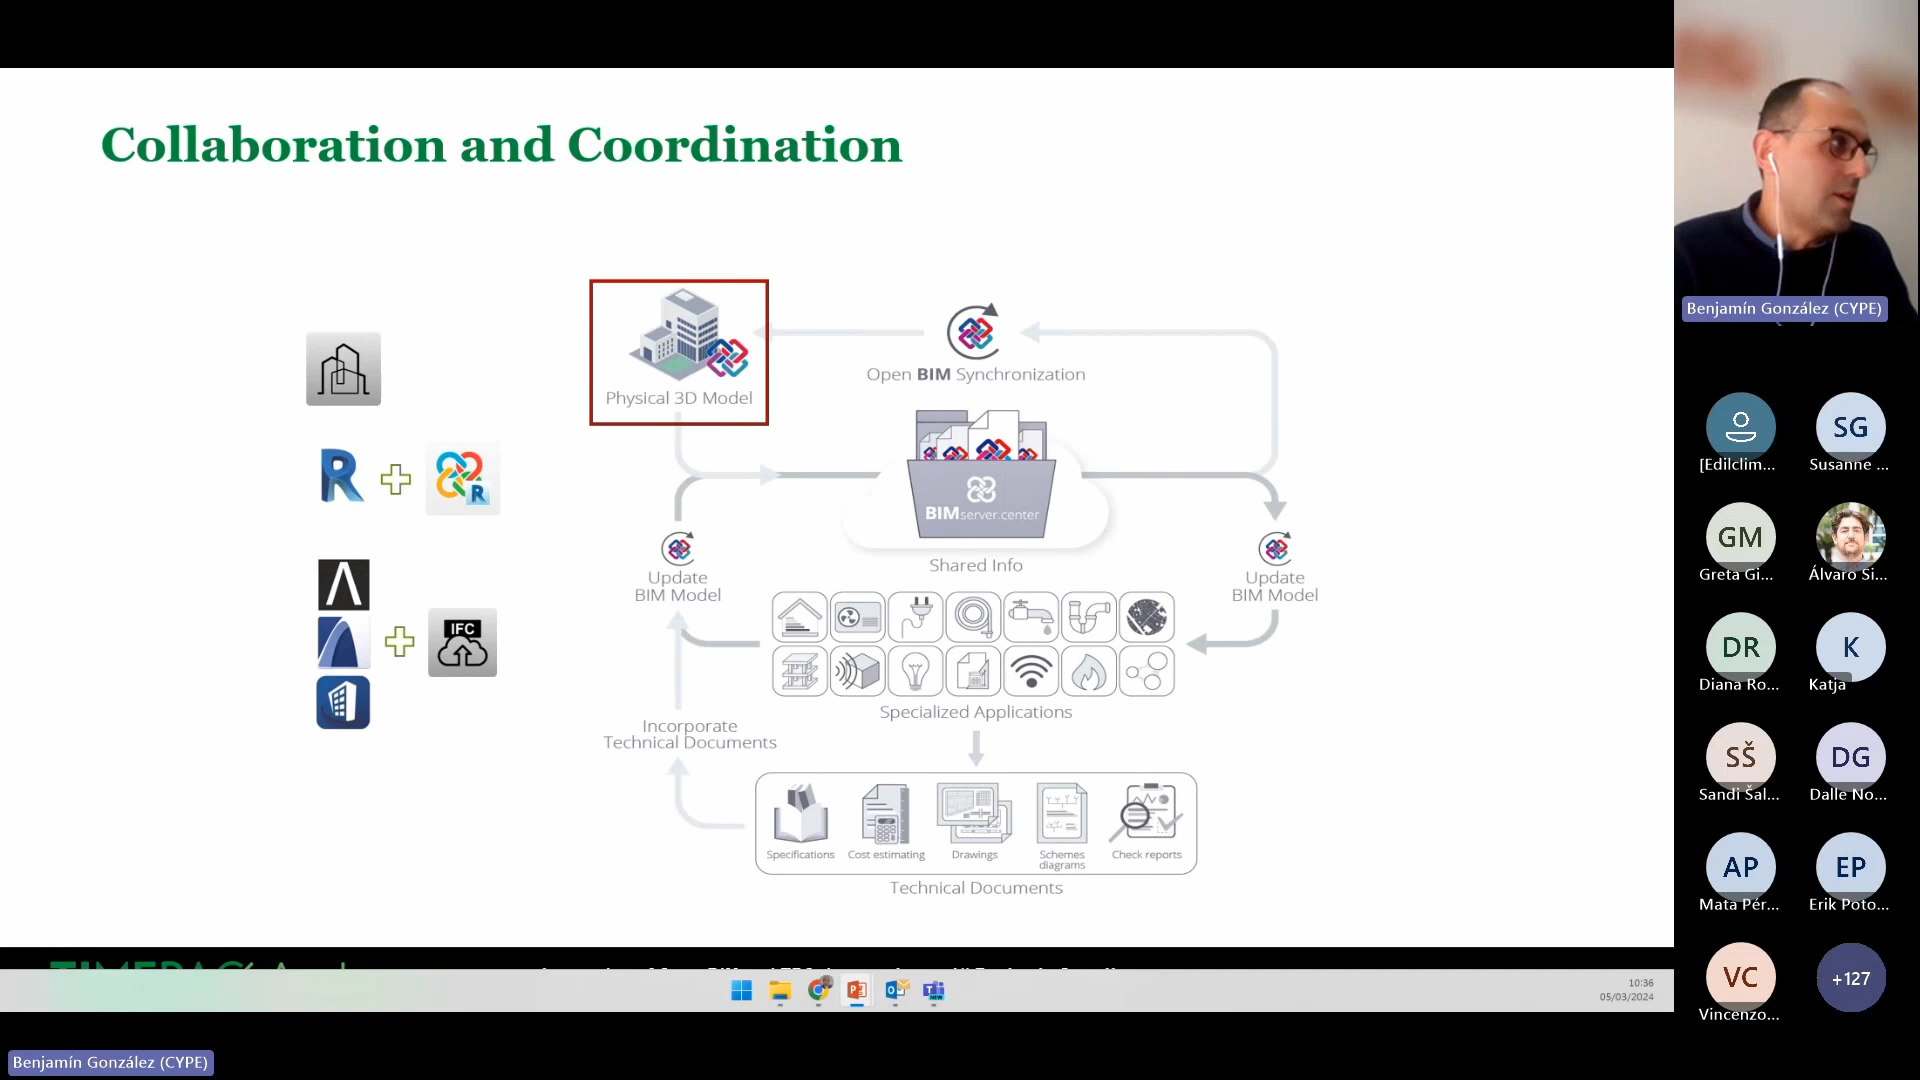 Collaboration and Coordination
Physical 3D Model
Open BIM Synchronization
R
R
BIMserver.center
Shared Info
Update
BIM Model
Update
BIM Model
IFC
Specialized Applications
Incorporate
Technical Documents
Specifications
Cost estimating
Drawings
Schemes
diagrams
Check reports
Technical Documents
10:36
05/03/2024
NEW
Benjamín González (CYPE)
Benjamín González (CYPE)
[Edilclim...
SG
Susanne ...
GM
Greta Gi...
Álvaro Si...
DR
Diana Ro...
K
Katja
SŠ
Sandi Šal...
DG
Dalle No...
AP
Mata Pér...
EP
Erik Poto...
VC
Vincenzo...
+127